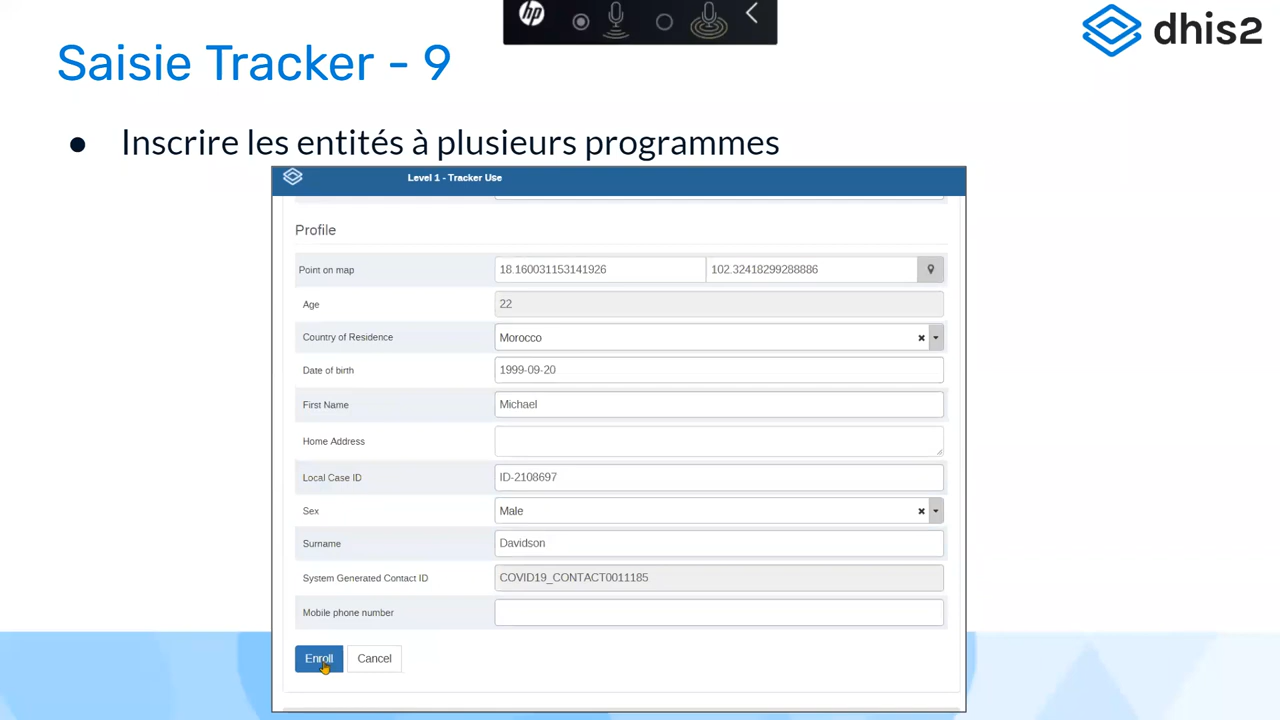 hp
dhis2
Saisie Tracker - 9
● Inscrire les entités à plusieurs programmes
Level 1 - Tracker Use
Profile
Point on map 18.160031153141926 102.32418299288886
Age 22
Country of Residence Morocco
Date of birth 1999-09-20
First Name Michael
Home Address
Local Case ID ID-2108697
Sex Male
Surname Davidson
System Generated Contact ID COVID19_CONTACT0011185
Mobile phone number
Enroll Cancel